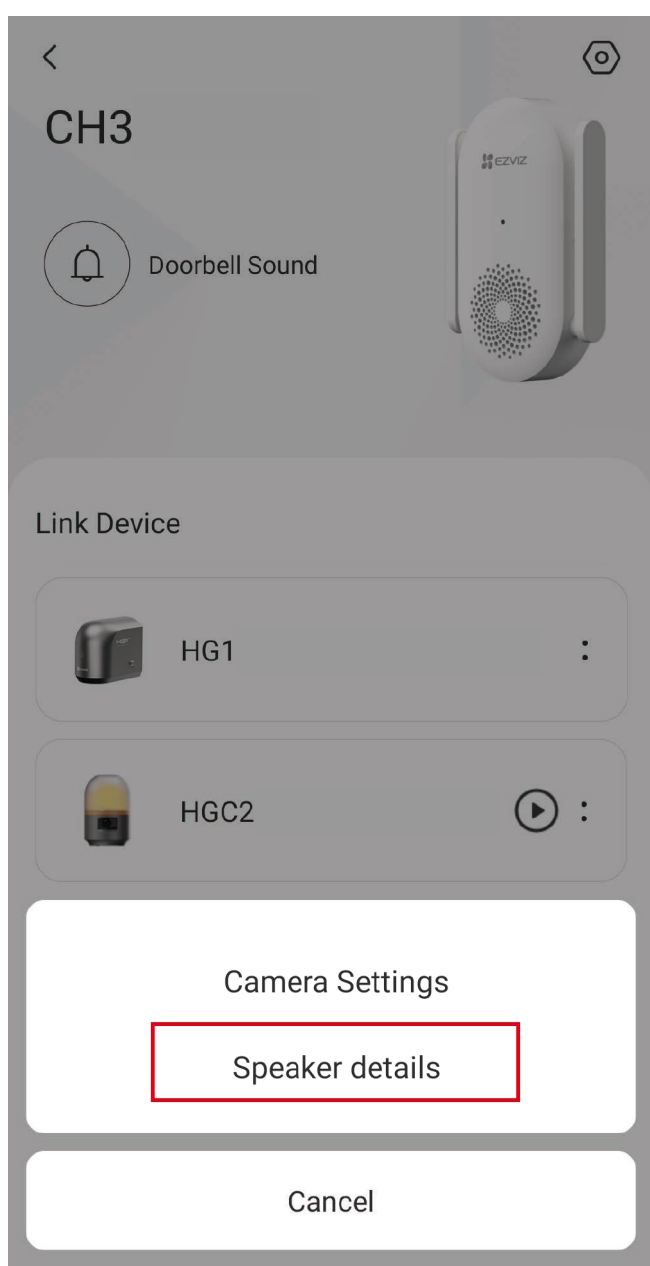 CH3
EZVIZ
Doorbell Sound
Link Device
HG1
HGC2
Camera Settings
Speaker details
Cancel